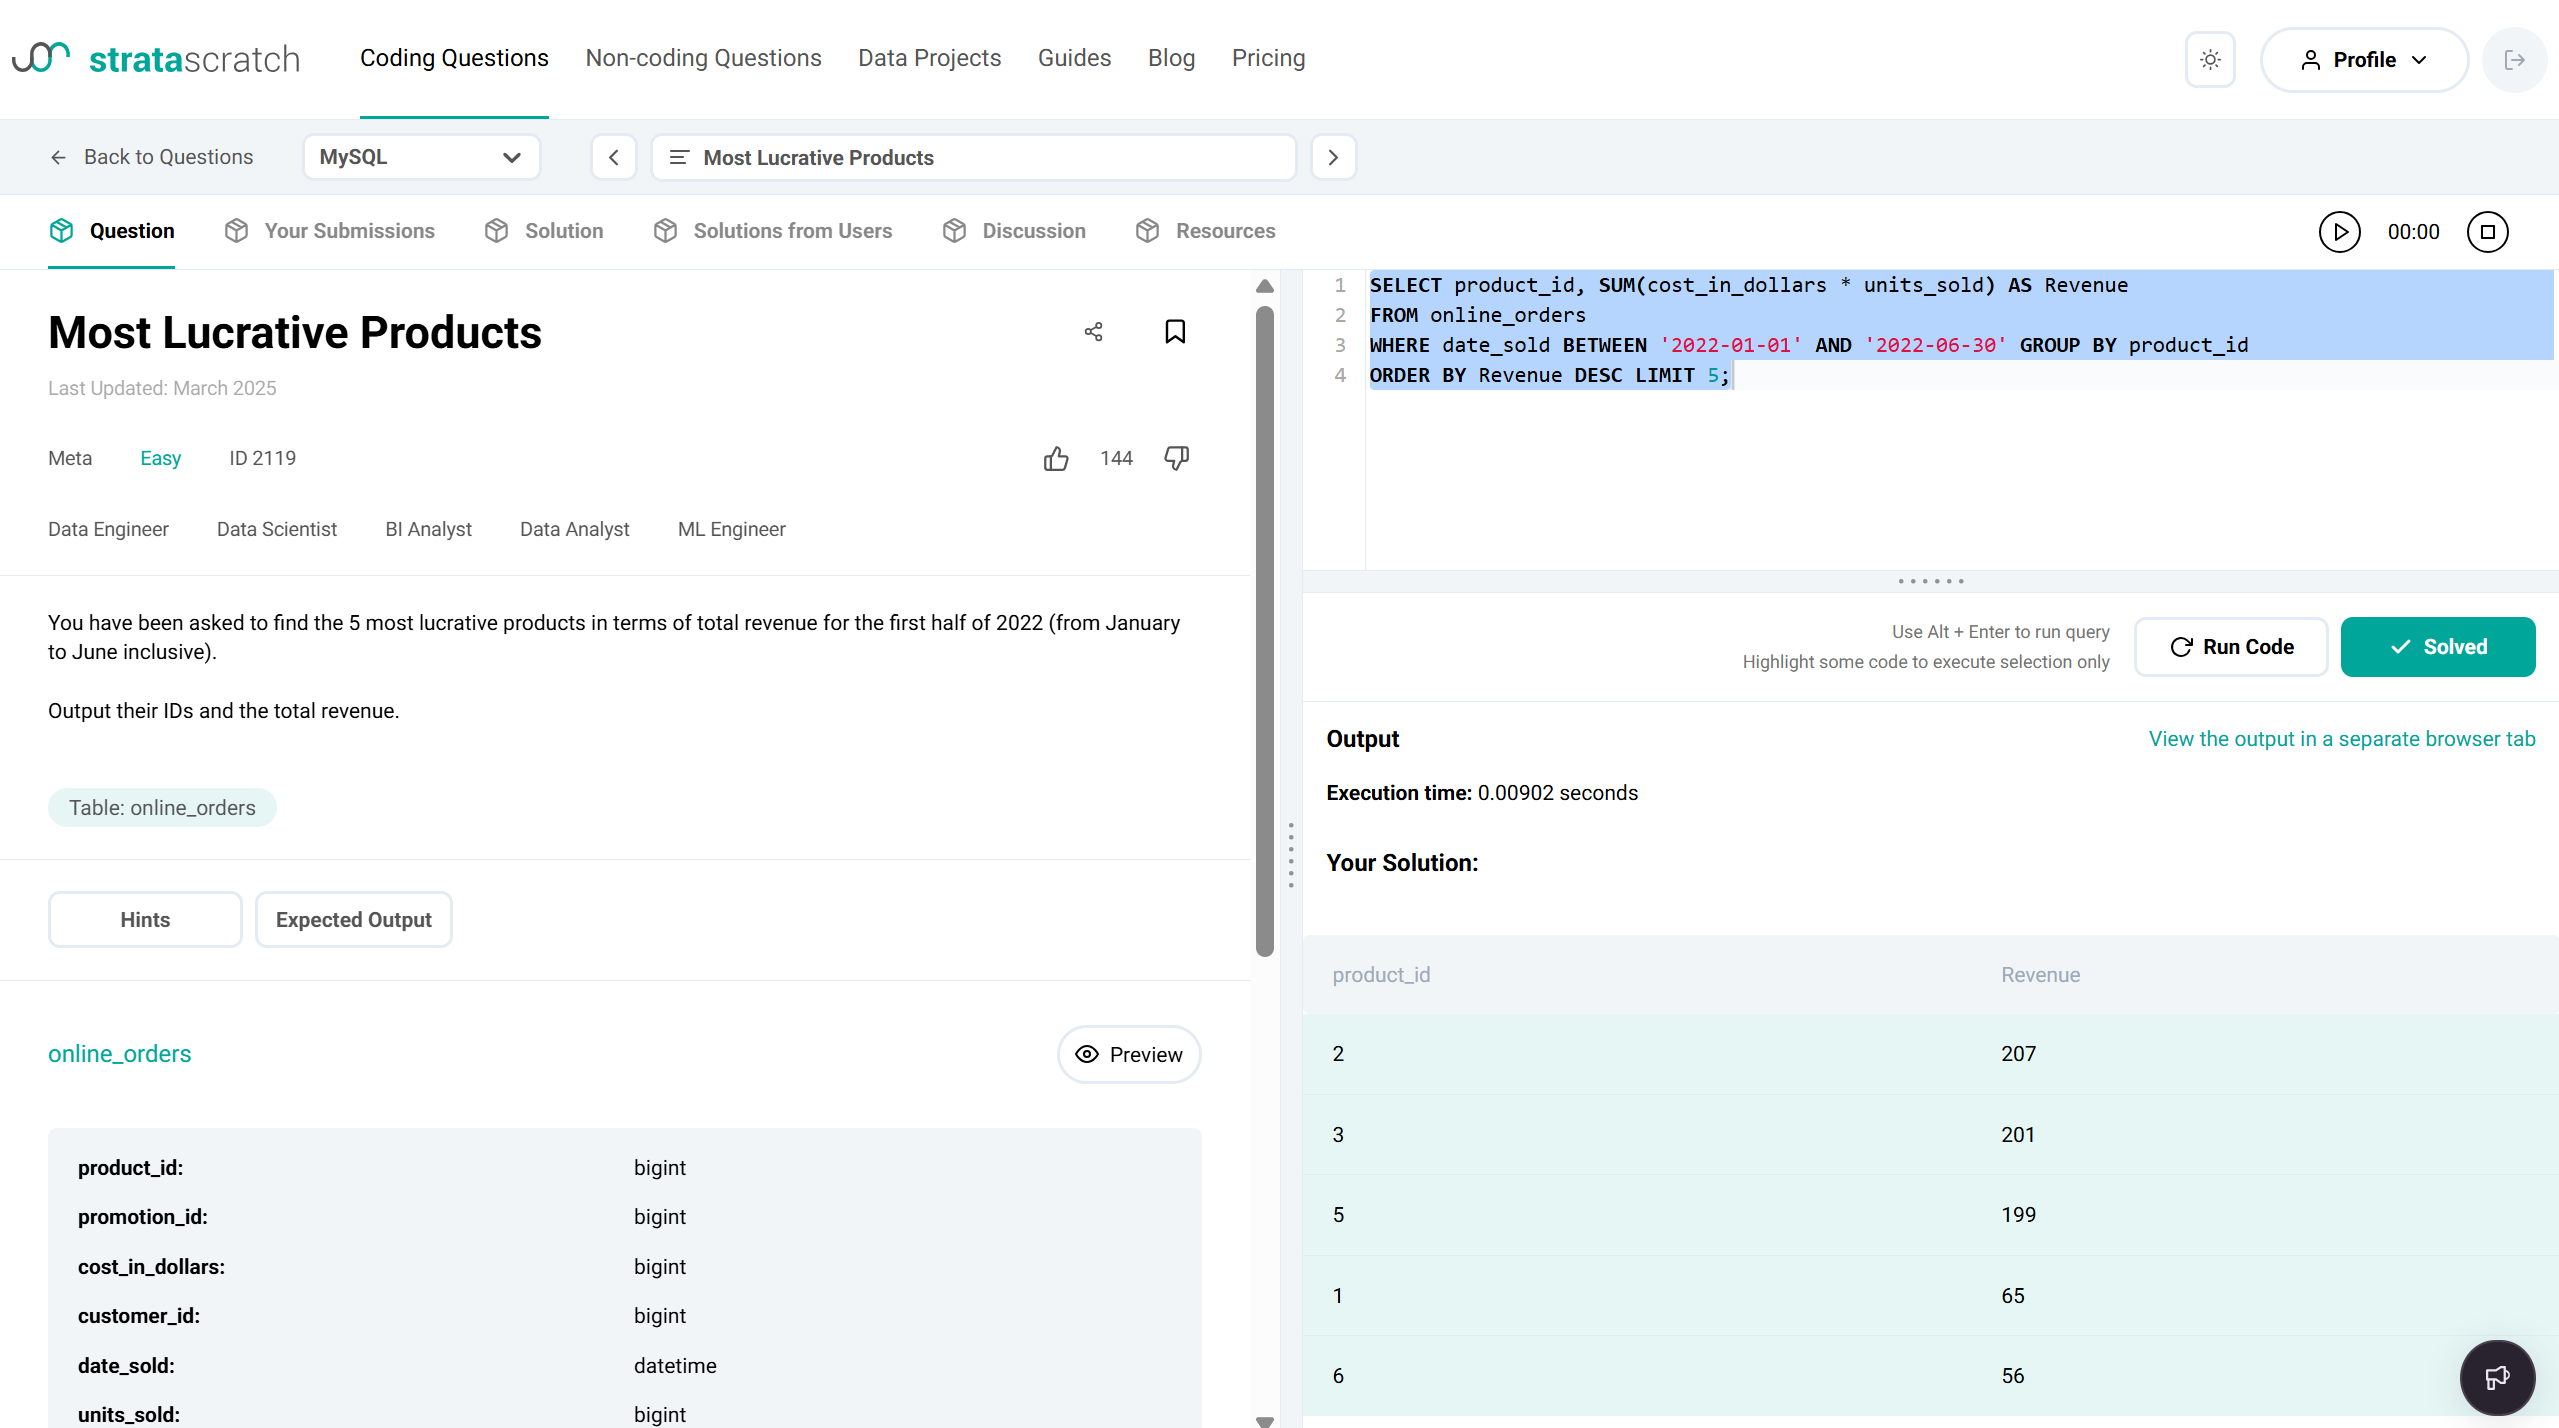 stratascratch
Coding Questions
Non-coding Questions
Data Projects
Guides
Blog
Pricing
Profile
Back to Questions
MySQL
Most Lucrative Products
Question
Your Submissions
Solution
Solutions from Users
Discussion
Resources
00:00
Most Lucrative Products
Last Updated: March 2025
Meta
Easy
ID 2119
144
Data Engineer
Data Scientist
BI Analyst
Data Analyst
ML Engineer
You have been asked to find the 5 most lucrative products in terms of total revenue for the first half of 2022 (from January
to June inclusive).
Output their IDs and the total revenue.
Table: online_orders
Hints
Expected Output
online_orders
Preview
product_id: bigint
promotion_id: bigint
cost_in_dollars: bigint
customer_id: bigint
date_sold: datetime
units_sold: bigint
1 SELECT product_id, SUM(cost_in_dollars * units_sold) AS Revenue
2 FROM online_orders
3 WHERE date_sold BETWEEN '2022-01-01' AND '2022-06-30' GROUP BY product_id
4 ORDER BY Revenue DESC LIMIT 5;
Use Alt + Enter to run query
Highlight some code to execute selection only
Run Code
Solved
Output
View the output in a separate browser tab
Execution time: 0.00902 seconds
Your Solution:
product_id Revenue
2 207
3 201
5 199
1 65
6 56